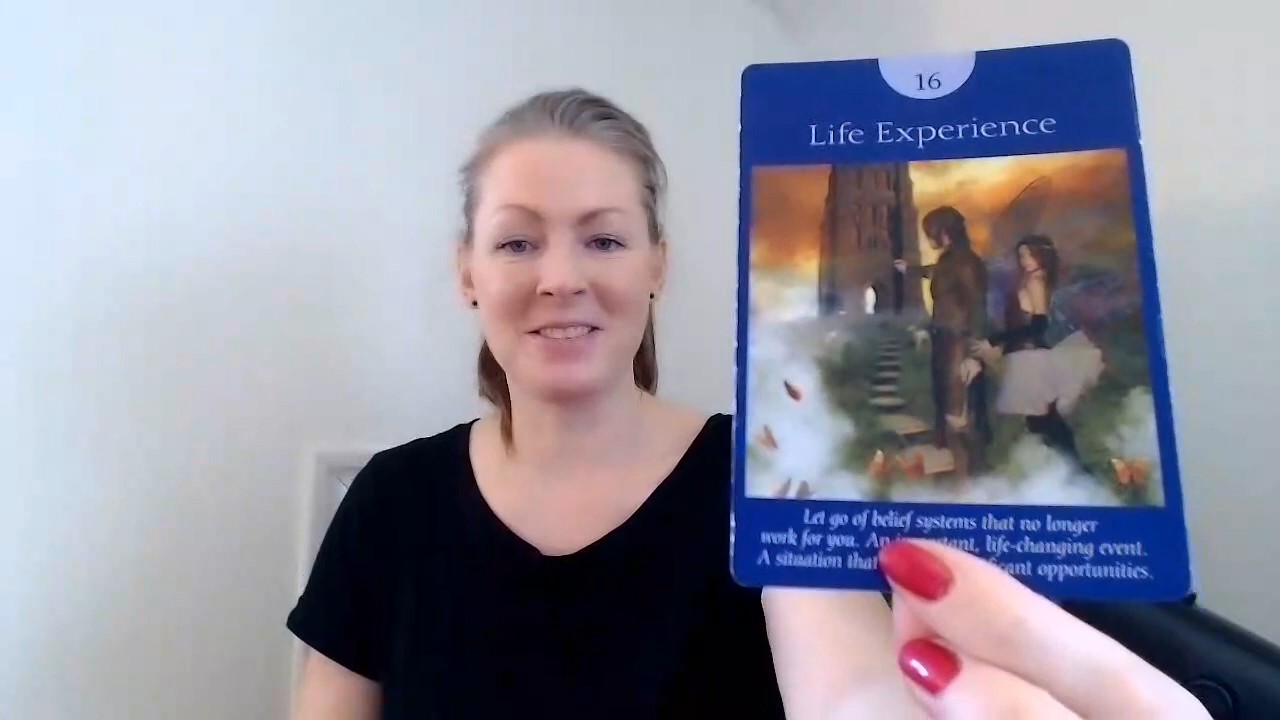 16
Life Experience
Let go of belief systems that no longer
work for you. An important, life-changing event.
A situation that opportunities.